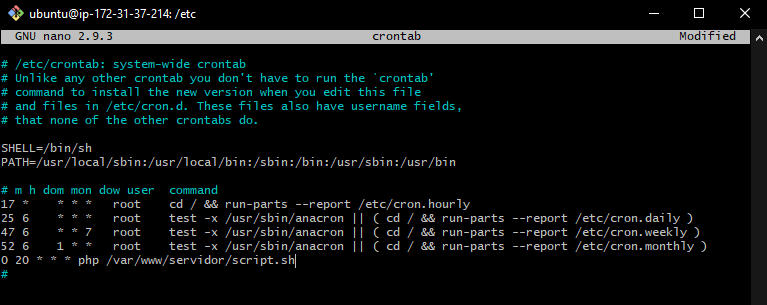 ubuntu@ip-172-31-37-214: /etc
GNU nano 2.9.3 crontab Modified
# /etc/crontab: system-wide crontab
# Unlike any other crontab you don't have to run the `crontab'
# command to install the new version when you edit this file
# and files in /etc/cron.d. These files also have username fields,
# that none of the other crontabs do.
SHELL=/bin/sh
PATH=/usr/local/sbin:/usr/local/bin:/sbin:/bin:/usr/sbin:/usr/bin
# m h dom mon dow user  command
17 *    * * *   root    cd / && run-parts --report /etc/cron.hourly
25 6    * * *   root    test -x /usr/sbin/anacron || ( cd / && run-parts --report /etc/cron.daily )
47 6    * * 7   root    test -x /usr/sbin/anacron || ( cd / && run-parts --report /etc/cron.weekly )
52 6    1 * *   root    test -x /usr/sbin/anacron || ( cd / && run-parts --report /etc/cron.monthly )
0 20 * * * php /var/www/servidor/script.sh
#